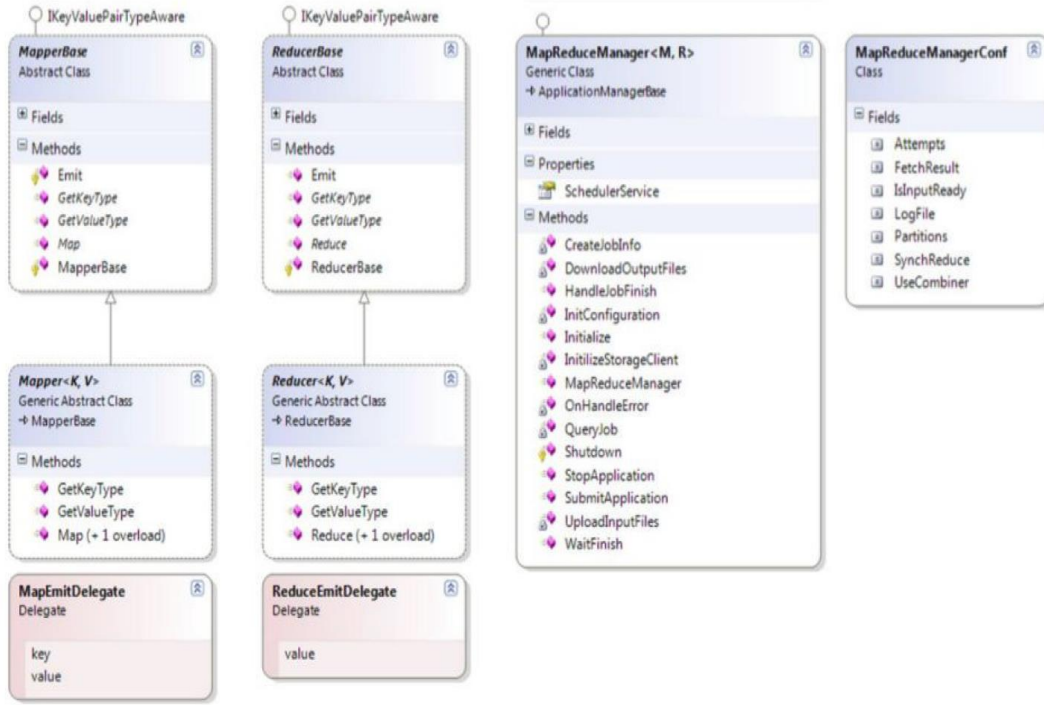 IKeyValuePairTypeAware
MapperBase
Abstract Class
Fields
Methods
Emit
GetKeyType
GetValueType
Map
MapperBase
Mapper<K, V>
Generic Abstract Class
MapperBase
Methods
GetKeyType
GetValueType
Map (+ 1 overload)
MapEmitDelegate
Delegate
key
value
IKeyValuePairTypeAware
ReducerBase
Abstract Class
Fields
Methods
Emit
GetKeyType
GetValueType
Reduce
ReducerBase
Reducer<K, V>
Generic Abstract Class
ReducerBase
Methods
GetKeyType
GetValueType
Reduce (+ 1 overload)
ReduceEmitDelegate
Delegate
value
MapReduceManager<M, R>
Generic Class
ApplicationManagerBase
Fields
Properties
SchedulerService
Methods
CreateJobInfo
DownloadOutputFiles
HandleJobFinish
InitConfiguration
Initialize
InitilizeStorageClient
MapReduceManager
OnHandleError
QueryJob
Shutdown
StopApplication
SubmitApplication
UploadInputFiles
WaitFinish
MapReduceManagerConf
Class
Fields
Attempts
FetchResult
IsInputReady
LogFile
Partitions
SynchReduce
UseCombiner